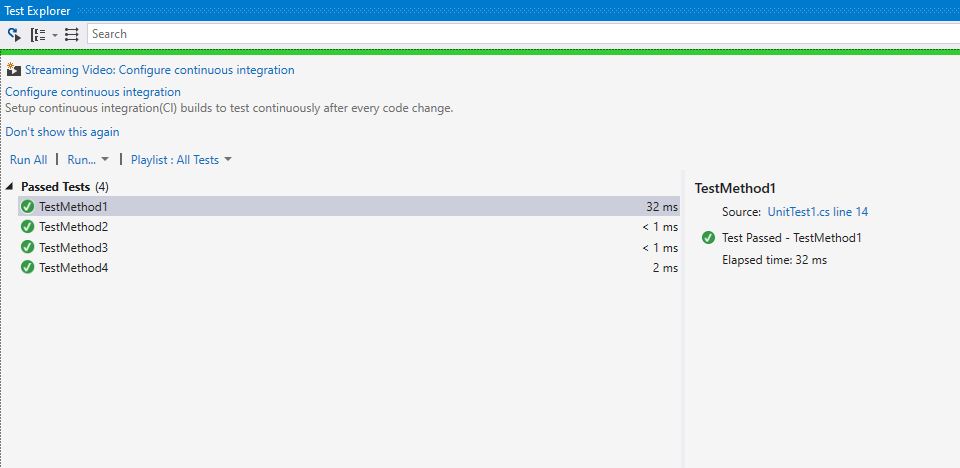 Test Explorer
Search
Streaming Video: Configure continuous integration
Configure continuous integration
Setup continuous integration(CI) builds to test continuously after every code change.
Don't show this again
Run All | Run... | Playlist : All Tests
Passed Tests (4)
TestMethod1 32 ms
TestMethod2 < 1 ms
TestMethod3 < 1 ms
TestMethod4 2 ms
TestMethod1
Source: UnitTest1.cs line 14
Test Passed - TestMethod1
Elapsed time: 32 ms